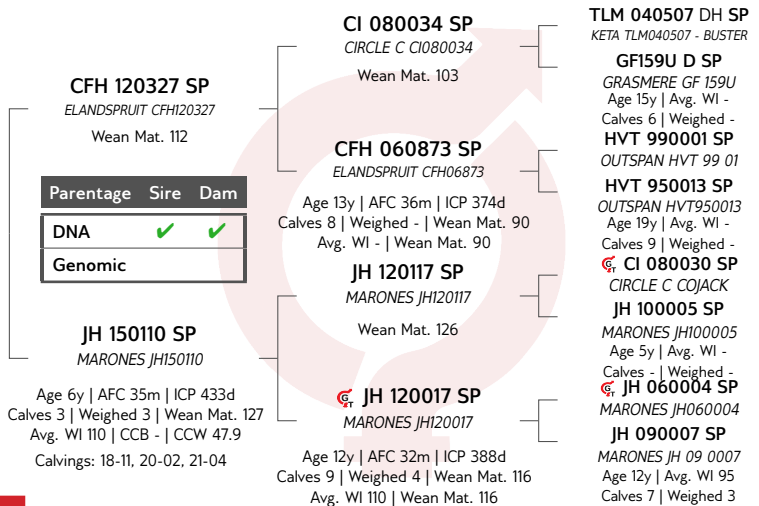 CFH 120327 SP
ELANDSPRUIT CFH120327
Wean Mat. 112
Parentage Sire Dam
DNA ✔ ✔
Genomic
JH 150110 SP
MARONES JH150110
Age 6y | AFC 35m | ICP 433d
Calves 3 | Weighed 3 | Wean Mat. 127
Avg. WI 110 | CCB - | CCW 47.9
Calvings: 18-11, 20-02, 21-04
CI 080034 SP
CIRCLE C CI080034
Wean Mat. 103
CFH 060873 SP
ELANDSPRUIT CFH06873
Age 13y | AFC 36m | ICP 374d
Calves 8 | Weighed - | Wean Mat. 90
Avg. WI - | Wean Mat. 90
JH 120117 SP
MARONES JH120117
Wean Mat. 126
GT JH 120017 SP
MARONES JH120017
Age 12y | AFC 32m | ICP 388d
Calves 9 | Weighed 4 | Wean Mat. 116
Avg. WI 110 | Wean Mat. 116
TLM 040507 DH SP
KETA TLM040507 - BUSTER
GF159U D SP
GRASMERE GF 159U
Age 15y | Avg. WI -
Calves 6 | Weighed -
HVT 990001 SP
OUTSPAN HVT 99 01
HVT 950013 SP
OUTSPAN HVT950013
Age 19y | Avg. WI -
Calves 9 | Weighed -
GT CI 080030 SP
CIRCLE C COJACK
JH 100005 SP
MARONES JH100005
Age 5y | Avg. WI -
Calves - | Weighed -
GT JH 060004 SP
MARONES JH060004
JH 090007 SP
MARONES JH 09 0007
Age 12y | Avg. WI 95
Calves 7 | Weighed 3